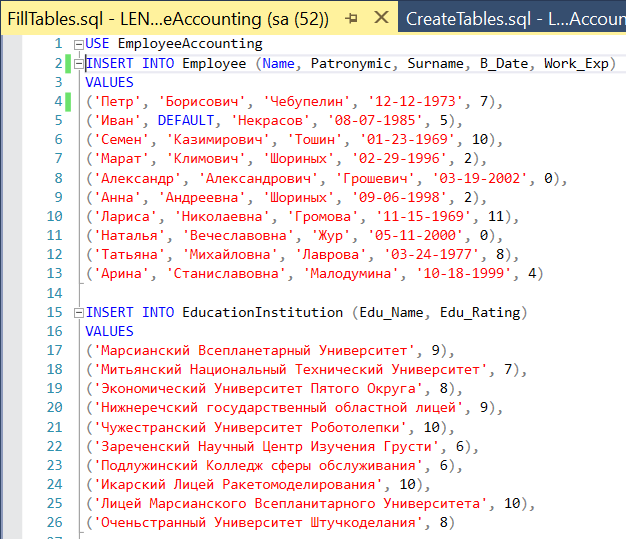 FillTables.sql - LEN...eAccounting (sa (52))
CreateTables.sql - L...Accoun
1 USE EmployeeAccounting
2 INSERT INTO Employee (Name, Patronymic, Surname, B_Date, Work_Exp)
3 VALUES
4 ('Петр', 'Борисович', 'Чебупелин', '12-12-1973', 7),
5 ('Иван', DEFAULT, 'Некрасов', '08-07-1985', 5),
6 ('Семен', 'Казимирович', 'Тошин', '01-23-1969', 10),
7 ('Марат', 'Климович', 'Шориных', '02-29-1996', 2),
8 ('Александр', 'Александрович', 'Грошевич', '03-19-2002', 0),
9 ('Анна', 'Андреевна', 'Шориных', '09-06-1998', 2),
10 ('Лариса', 'Николаевна', 'Громова', '11-15-1969', 11),
11 ('Наталья', 'Вечеславовна', 'Жур', '05-11-2000', 0),
12 ('Татьяна', 'Михайловна', 'Лаврова', '03-24-1977', 8),
13 ('Арина', 'Станиславовна', 'Малодумина', '10-18-1999', 4)
14
15 INSERT INTO EducationInstitution (Edu_Name, Edu_Rating)
16 VALUES
17 ('Марсианский Всепланетарный Университет', 9),
18 ('Митьянский Национальный Технический Университет', 7),
19 ('Экономический Университет Пятого Округа', 8),
20 ('Нижнеречский государственный областной лицей', 9),
21 ('Чужестранный Университет Роботолепки', 10),
22 ('Зареченский Научный Центр Изучения Грусти', 6),
23 ('Подлужинский Колледж сферы обслуживания', 6),
24 ('Икарский Лицей Ракетомоделирования', 10),
25 ('Лицей Марсианского Всепланитарного Университета', 10),
26 ('Оченьстранный Университет Штучкоделания', 8)